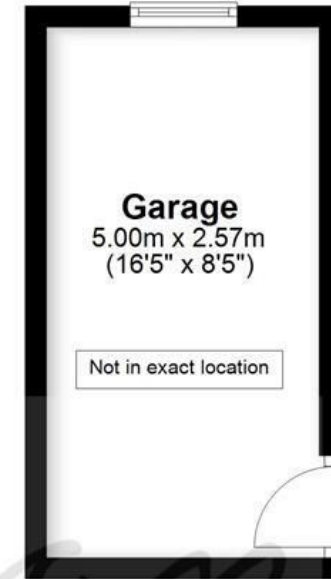 Garage
5.00m x 2.57m
(16'5" x 8'5")
Not in exact location